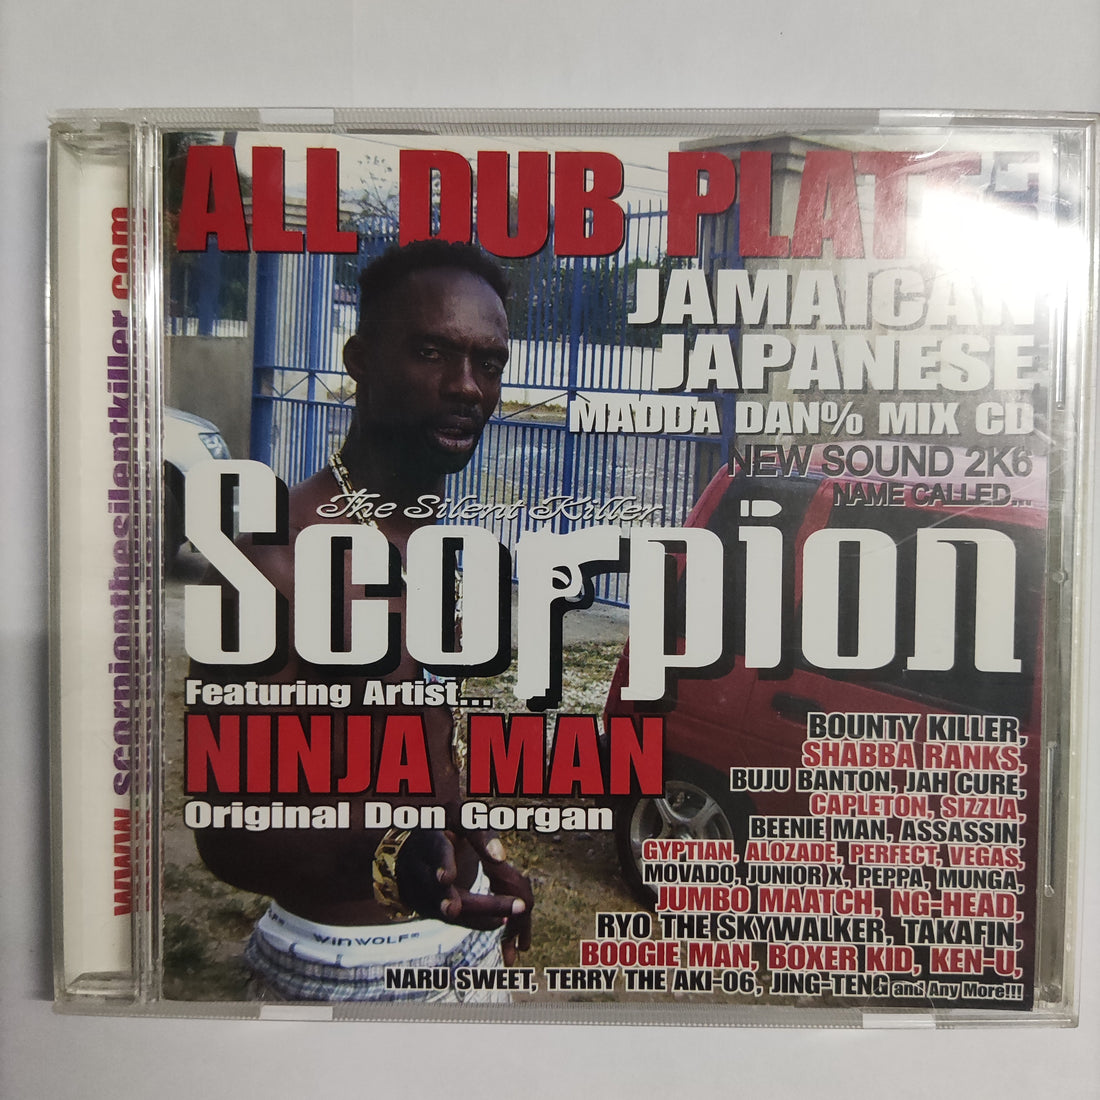 www.scorpionthesilentkiller.com
ALL DUB PLATE
JAMAICAN
JAPANESE
MADDA DAN% MIX CD
NEW SOUND 2K6
NAME CALLED...
The Silent Killer
Scorpion
Featuring Artist...
NINJA MAN
Original Don Gorgan
BOUNTY KILLER,
SHABBA RANKS,
BUJU BANTON, JAH CURE,
CAPLETON, SIZZLA,
BEENIE MAN, ASSASSIN,
GYPTIAN, ALOZADE, PERFECT, VEGAS,
MOVADO, JUNIOR X, PEPPA, MUNGA,
JUMBO MAATCH, NG-HEAD,
RYO THE SKYWALKER, TAKAFIN,
BOOGIE MAN, BOXER KID, KEN-U,
NARU SWEET, TERRY THE AKI-06, JING-TENG and Any More!!!
WINWOLF